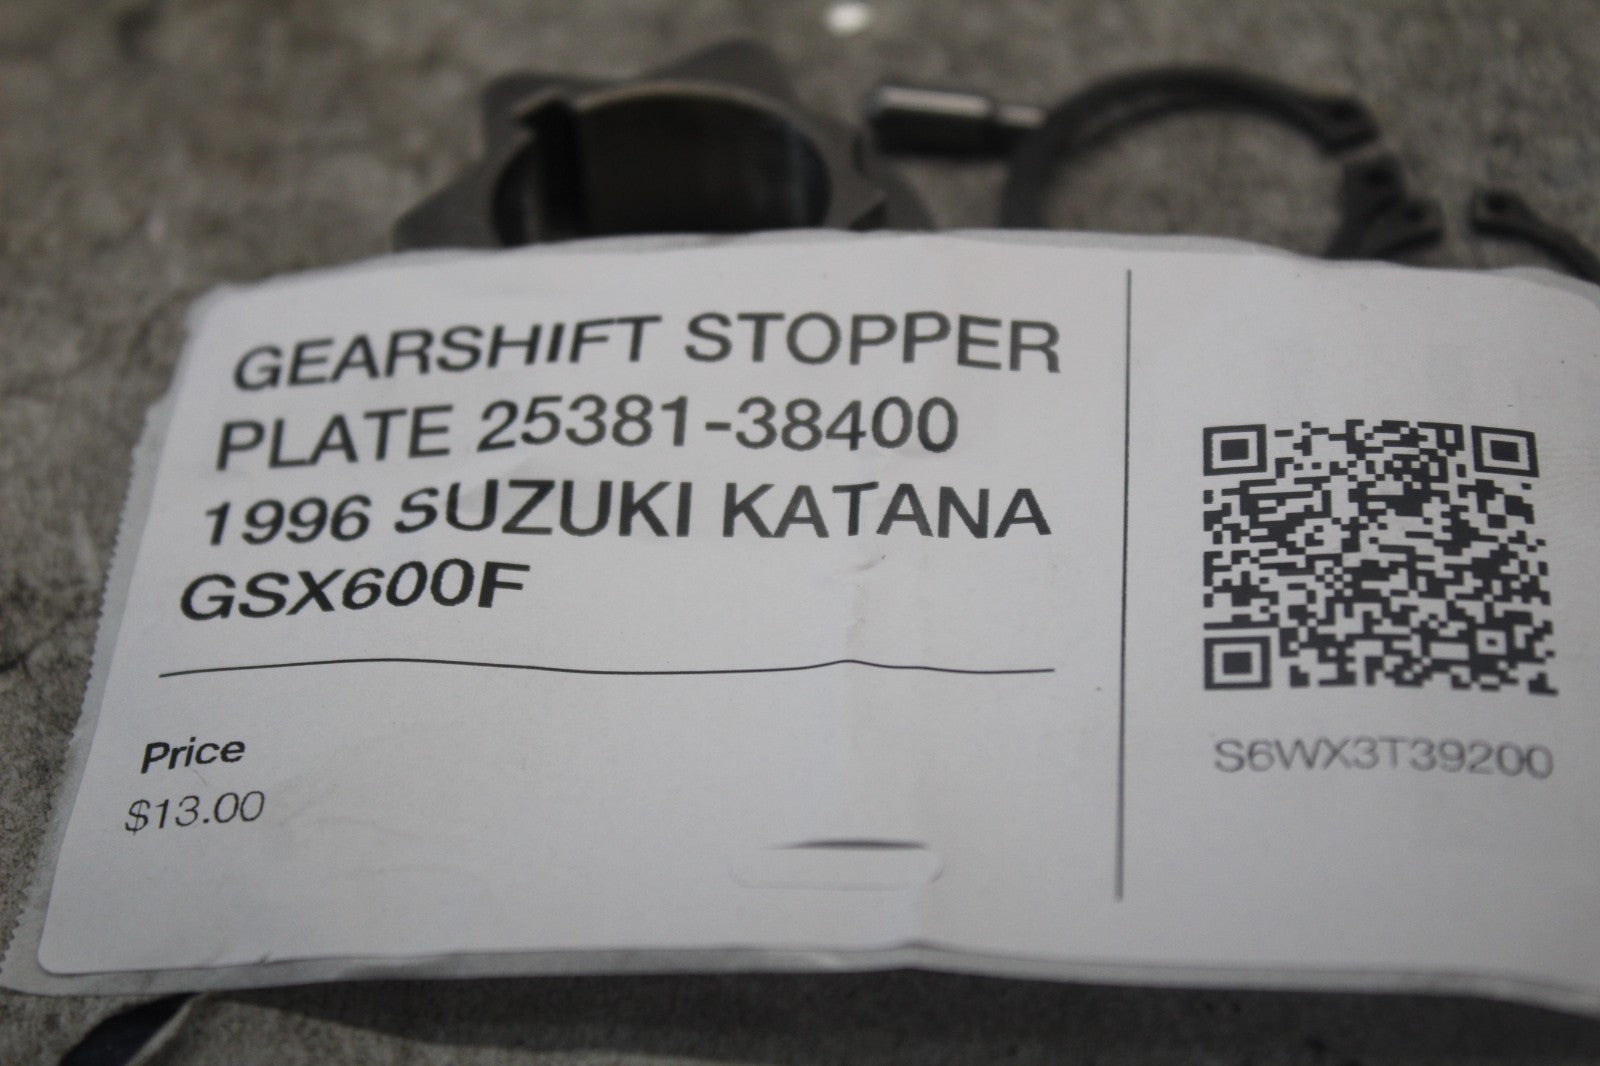 GEARSHIFT STOPPER
PLATE 25381-38400
1996 SUZUKI KATANA
GSX600F
Price
$13.00
S6WX3T39200